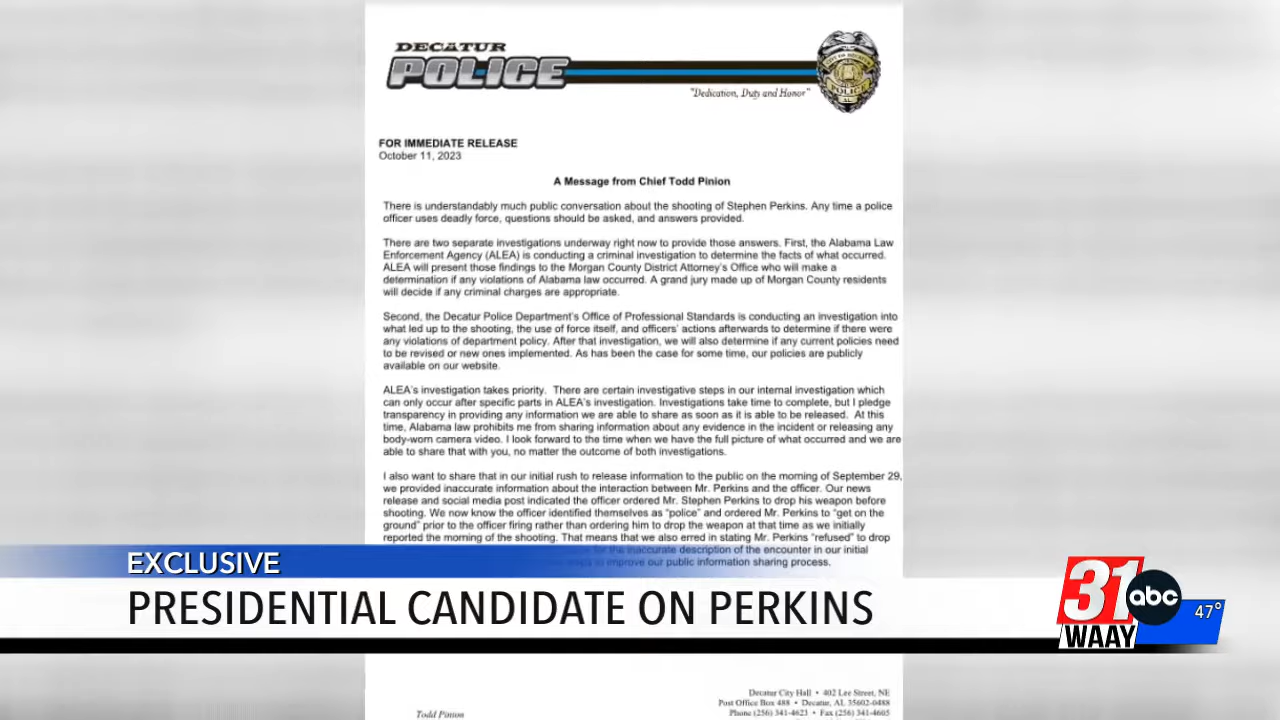 DECATUR
POLICE
"Dedication, Duty and Honor"
POLICE
FOR IMMEDIATE RELEASE
October 11, 2023
A Message from Chief Todd Pinion
There is understandably much public conversation about the shooting of Stephen Perkins. Any time a police
officer uses deadly force, questions should be asked, and answers provided.
There are two separate investigations underway right now to provide those answers. First, the Alabama Law
Enforcement Agency (ALEA) is conducting a criminal investigation to determine the facts of what occurred.
ALEA will present those findings to the Morgan County District Attorney's Office who will make a
determination if any violations of Alabama law occurred. A grand jury made up of Morgan County residents
will decide if any criminal charges are appropriate.
Second, the Decatur Police Department's Office of Professional Standards is conducting an investigation into
what led up to the shooting, the use of force itself, and officers' actions afterwards to determine if there were
any violations of department policy. After that investigation, we will also determine if any current policies need
to be revised or new ones implemented. As has been the case for some time, our policies are publicly
available on our website.
ALEA's investigation takes priority. There are certain investigative steps in our internal investigation which
can only occur after specific parts in ALEA's investigation. Investigations take time to complete, but I pledge
transparency in providing any information we are able to share as soon as it is able to be released. At this
time, Alabama law prohibits me from sharing information about any evidence in the incident or releasing any
body-worn camera video. I look forward to the time when we have the full picture of what occurred and we are
able to share that with you, no matter the outcome of both investigations.
I also want to share that in our initial rush to release information to the public on the morning of September 29,
we provided inaccurate information about the interaction between Mr. Perkins and the officer. Our news
release and social media post indicated the officer ordered Mr. Stephen Perkins to drop his weapon before
shooting. We now know the officer identified themselves as "police" and ordered Mr. Perkins to "get on the
ground" prior to the officer firing rather than ordering him to drop the weapon at that time as we initially
reported the morning of the shooting. That means that we also erred in stating Mr. Perkins "refused" to drop
for the inaccurate description of the encounter in our initial
to improve our public information sharing process.
EXCLUSIVE
PRESIDENTIAL CANDIDATE ON PERKINS
31
abc
WAAY
47°
Decatur City Hall • 402 Lee Street, NE
Post Office Box 488 • Decatur, AL 35602-0488
Phone (256) 341-4623 • Fax (256) 341-4605
Todd Pinion